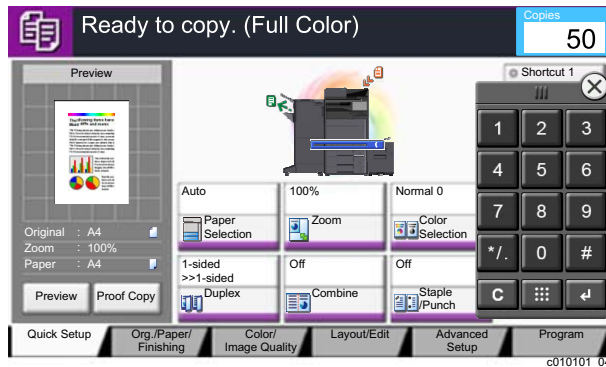 Ready to copy. (Full Color)
Copies
50
Preview
Shortcut 1
Original : A4
Zoom : 100%
Paper : A4
Preview
Proof Copy
Auto
Paper
Selection
100%
Zoom
Normal 0
Color
Selection
1-sided
>>1-sided
Duplex
Off
Combine
Off
Staple
/Punch
1 2 3
4 5 6
7 8 9
*/. 0 #
C
Quick Setup
Org./Paper/
Finishing
Color/
Image Quality
Layout/Edit
Advanced
Setup
Program
c010101_04